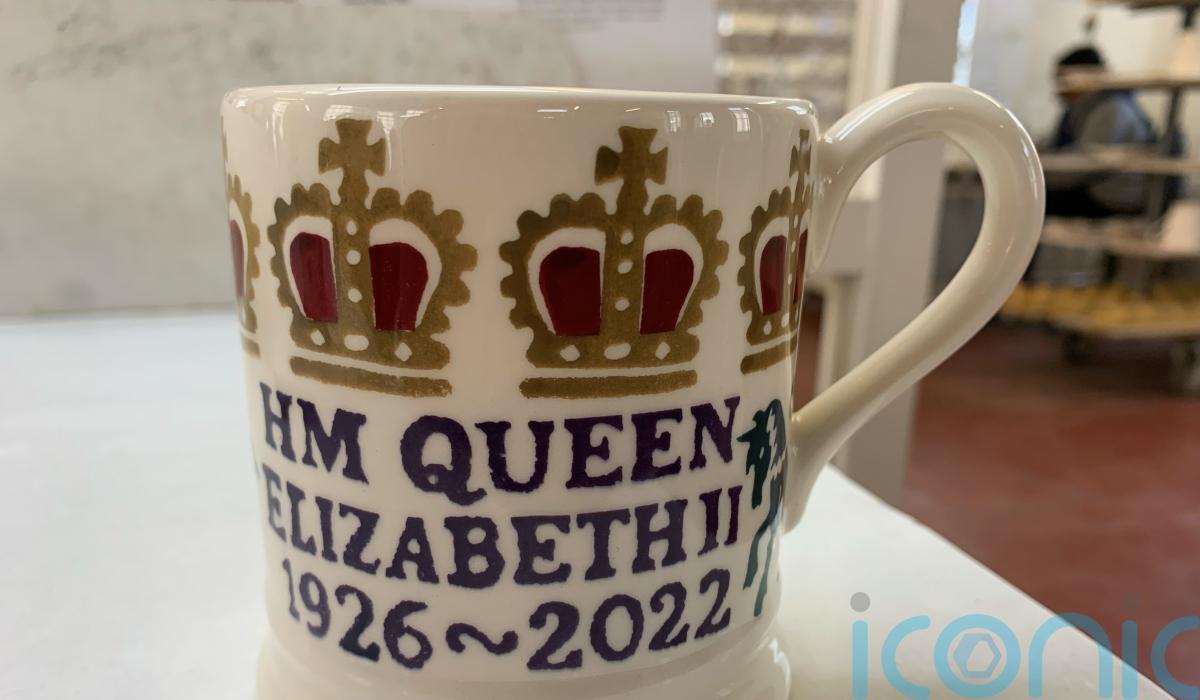 HM QUEEN
ELIZABETH II
1926~2022
iconic